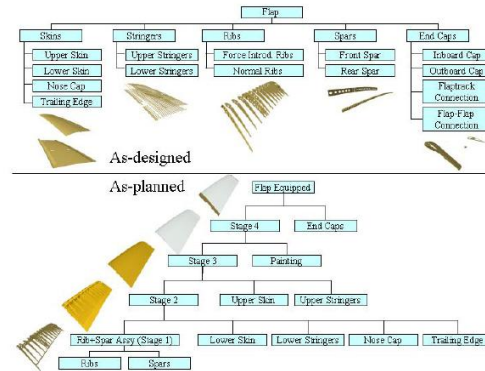 Flap
Skins
Stringers
Ribs
Spars
End Caps
Upper Skin
Lower Skin
Nose Cap
Trailing Edge
Upper Stringers
Lower Stringers
Force Introd. Ribs
Normal Ribs
Front Spar
Rear Spar
Inboard Cap
Outboard Cap
Flaptrack
Connection
Flap-Flap
Connection
As-designed
As-planned
Flap Equipped
Stage 4
End Caps
Stage 3
Painting
Stage 2
Upper Skin
Upper Stringers
Rib+Spar Assy (Stage 1)
Lower Skin
Lower Stringers
Nose Cap
Trailing Edge
Ribs
Spars